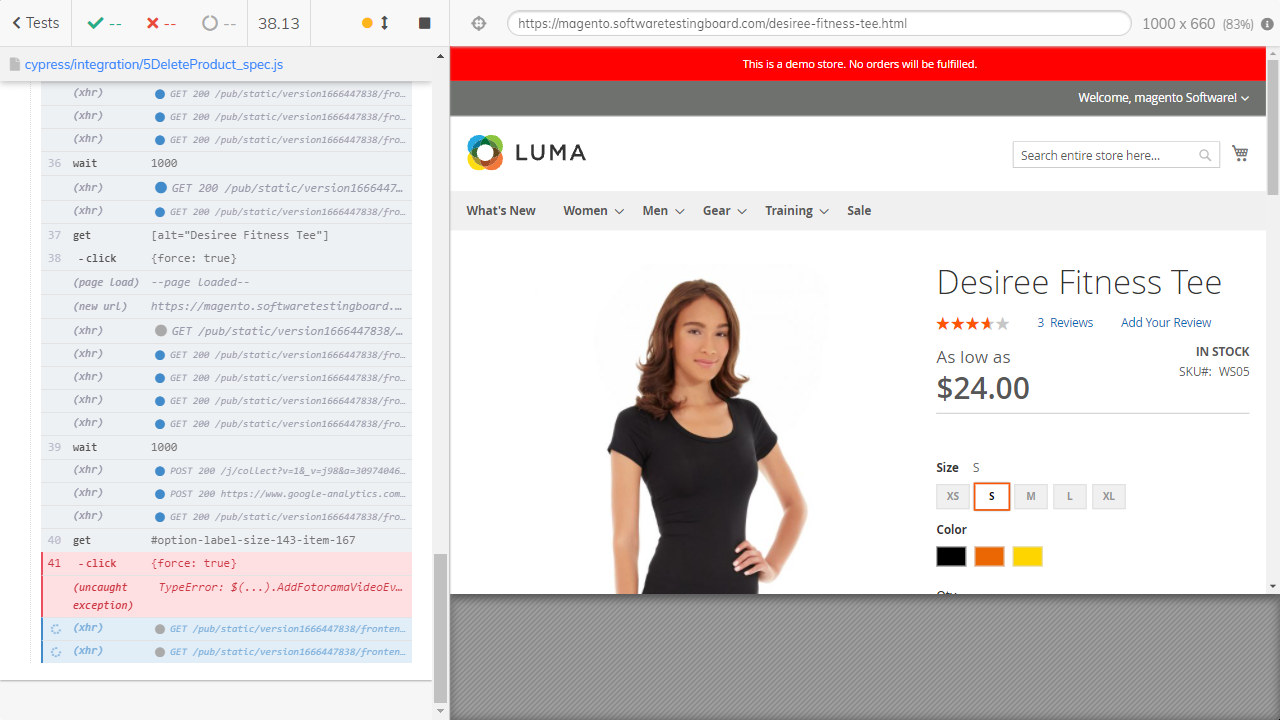 Tests
--
--
--
38.13
https://magento.softwaretestingboard.com/desiree-fitness-tee.html
1000 x 660 (83%)
cypress/integration/5DeleteProduct_spec.js
(xhr) GET 200 /pub/static/version1666447838/fro…
(xhr) GET 200 /pub/static/version1666447838/fro…
(xhr) GET 200 /pub/static/version1666447838/fro…
36 wait 1000
(xhr) GET 200 /pub/static/version1666447…
(xhr) GET 200 /pub/static/version1666447838/fro…
37 get [alt="Desiree Fitness Tee"]
38 -click {force: true}
(page load) --page loaded--
(new url) https://magento.softwaretestingboard.…
(xhr) GET /pub/static/version1666447838/…
(xhr) GET 200 /pub/static/version1666447838/fro…
(xhr) GET 200 /pub/static/version1666447838/fro…
(xhr) GET 200 /pub/static/version1666447838/fro…
(xhr) GET 200 /pub/static/version1666447838/fro…
39 wait 1000
(xhr) POST 200 /j/collect?v=1&_v=j98&a=30974046…
(xhr) POST 200 https://www.google-analytics.com…
(xhr) GET 200 /pub/static/version1666447838/fro…
40 get #option-label-size-143-item-167
41 -click {force: true}
(uncaught exception) TypeError: $(...).AddFotoramaVideoEv…
(xhr) GET /pub/static/version1666447838/fronten…
(xhr) GET /pub/static/version1666447838/fronten…
This is a demo store. No orders will be fulfilled.
Welcome, magento Software!
LUMA
Search entire store here...
What's New Women Men Gear Training Sale
Desiree Fitness Tee
3 Reviews Add Your Review
As low as
$24.00
IN STOCK
SKU#: WS05
Size S
XS S M L XL
Color